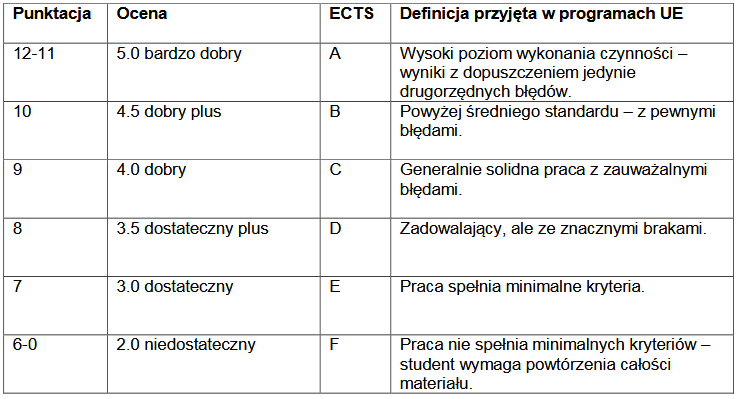 Punktacja Ocena ECTS Definicja przyjęta w programach UE
12-11 5.0 bardzo dobry A Wysoki poziom wykonania czynności –
wyniki z dopuszczeniem jedynie
drugorzędnych błędów.
10 4.5 dobry plus B Powyżej średniego standardu – z pewnymi
błędami.
9 4.0 dobry C Generalnie solidna praca z zauważalnymi
błędami.
8 3.5 dostateczny plus D Zadowalający, ale ze znacznymi brakami.
7 3.0 dostateczny E Praca spełnia minimalne kryteria.
6-0 2.0 niedostateczny F Praca nie spełnia minimalnych kryteriów –
student wymaga powtórzenia całości
materiału.